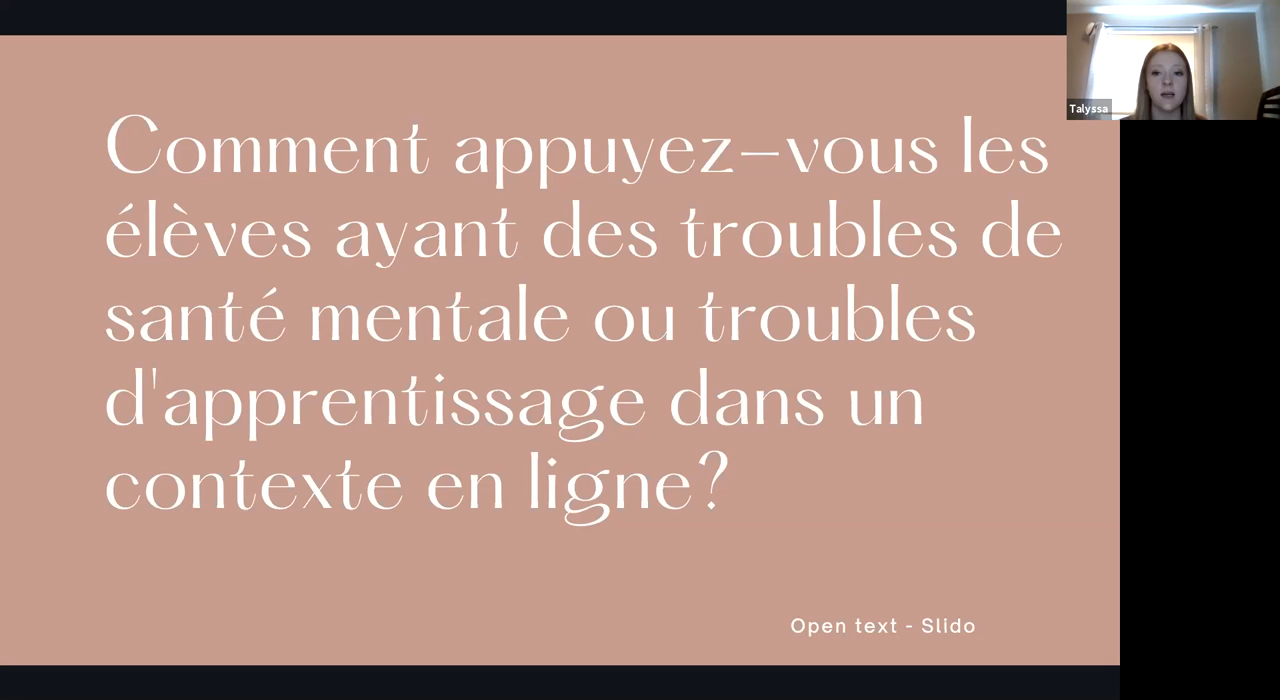 Comment appuyez-vous les
élèves ayant des troubles de
santé mentale ou troubles
d'apprentissage dans un
contexte en ligne?
Open text - Slido
Talyssa